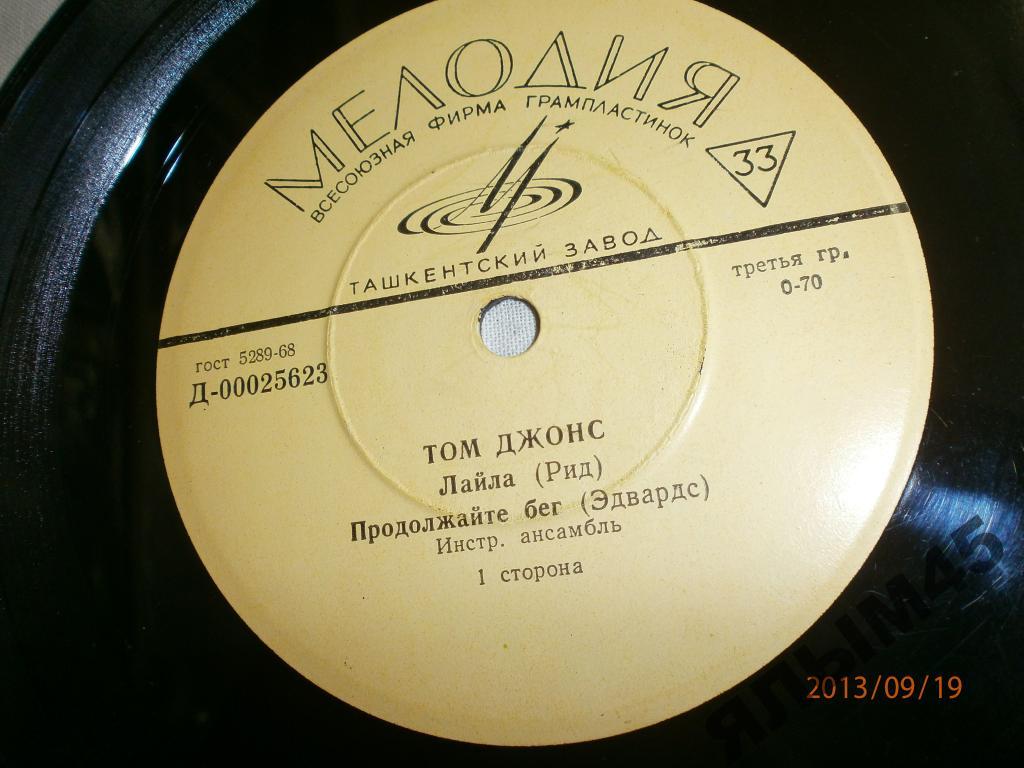 МЕЛОДИЯ
ВСЕСОЮЗНАЯ ФИРМА ГРАМПЛАСТИНОК
33
ТАШКЕНТСКИЙ ЗАВОД
третья гр.
0-70
гост 5289-68
Д-00025623
ТОМ ДЖОНС
Лайла (Рид)
Продолжайте бег (Эдвардс)
Инстр. ансамбль
1 сторона
ЯЛЫМ45
2013/09/19